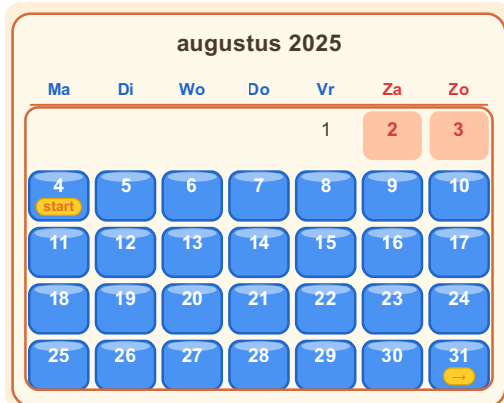 augustus 2025
Ma Di Wo Do Vr Za Zo
1 2 3
4 5 6 7 8 9 10
start
11 12 13 14 15 16 17
18 19 20 21 22 23 24
25 26 27 28 29 30 31
→